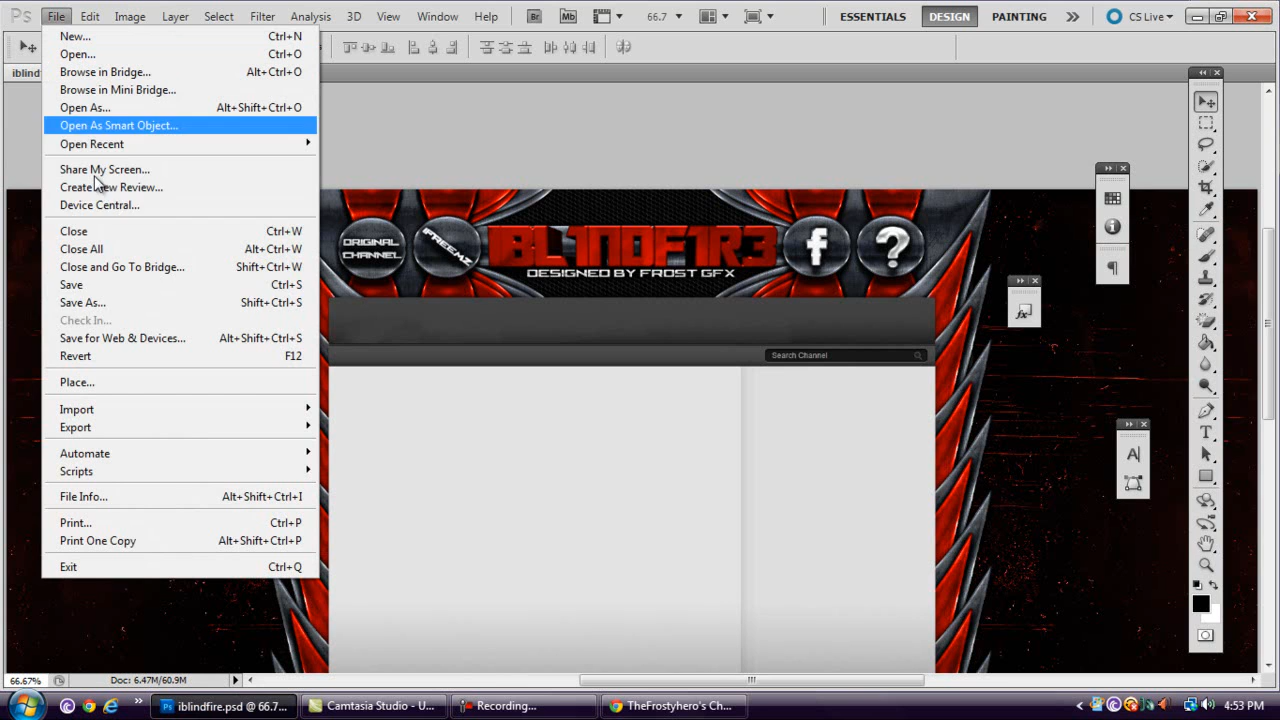 Ps File Edit Image Layer Select Filter Analysis 3D View Window Help Br Mb 66.7 ESSENTIALS DESIGN PAINTING CS Live
New... Ctrl+N
Open... Ctrl+O
Browse in Bridge... Alt+Ctrl+O
Browse in Mini Bridge...
Open As... Alt+Shift+Ctrl+O
Open As Smart Object...
Open Recent
Share My Screen...
Create New Review...
Device Central...
Close Ctrl+W
Close All Alt+Ctrl+W
Close and Go To Bridge... Shift+Ctrl+W
Save Ctrl+S
Save As... Shift+Ctrl+S
Check In...
Save for Web & Devices... Alt+Shift+Ctrl+S
Revert F12
Place...
Import
Export
Automate
Scripts
File Info... Alt+Shift+Ctrl+I
Print... Ctrl+P
Print One Copy Alt+Shift+Ctrl+P
Exit Ctrl+Q
iblindf
ORIGINAL
CHANNEL
IFREEMZ
IBL1NDF1R3
DESIGNED BY FROST GFX
f
?
Search Channel
fx
A
T
66.67% Doc: 6.47M/60.9M
Ps iblindfire.psd @ 66.7... Camtasia Studio - U... Recording... TheFrostyhero's Ch... 4:53 PM